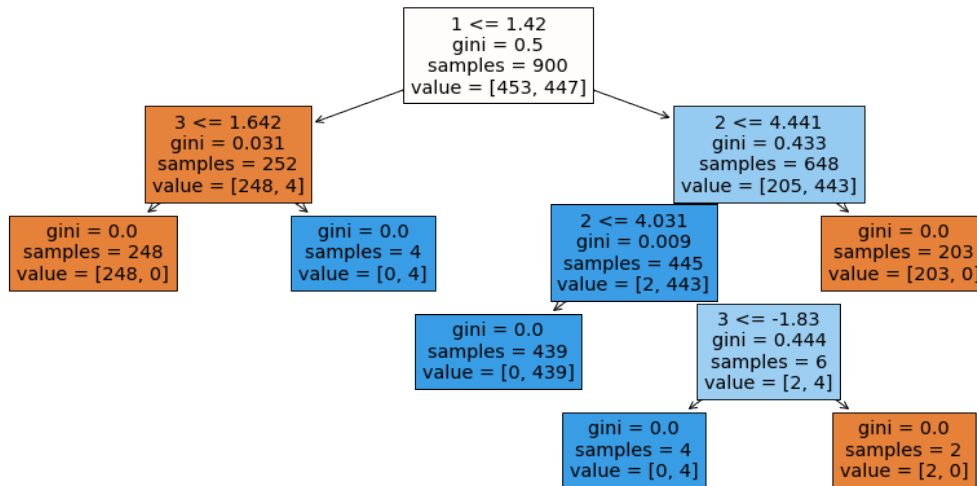 1 <= 1.42
gini = 0.5
samples = 900
value = [453, 447]
3 <= 1.642
gini = 0.031
samples = 252
value = [248, 4]
2 <= 4.441
gini = 0.433
samples = 648
value = [205, 443]
gini = 0.0
samples = 248
value = [248, 0]
gini = 0.0
samples = 4
value = [0, 4]
2 <= 4.031
gini = 0.009
samples = 445
value = [2, 443]
gini = 0.0
samples = 203
value = [203, 0]
gini = 0.0
samples = 439
value = [0, 439]
3 <= -1.83
gini = 0.444
samples = 6
value = [2, 4]
gini = 0.0
samples = 4
value = [0, 4]
gini = 0.0
samples = 2
value = [2, 0]